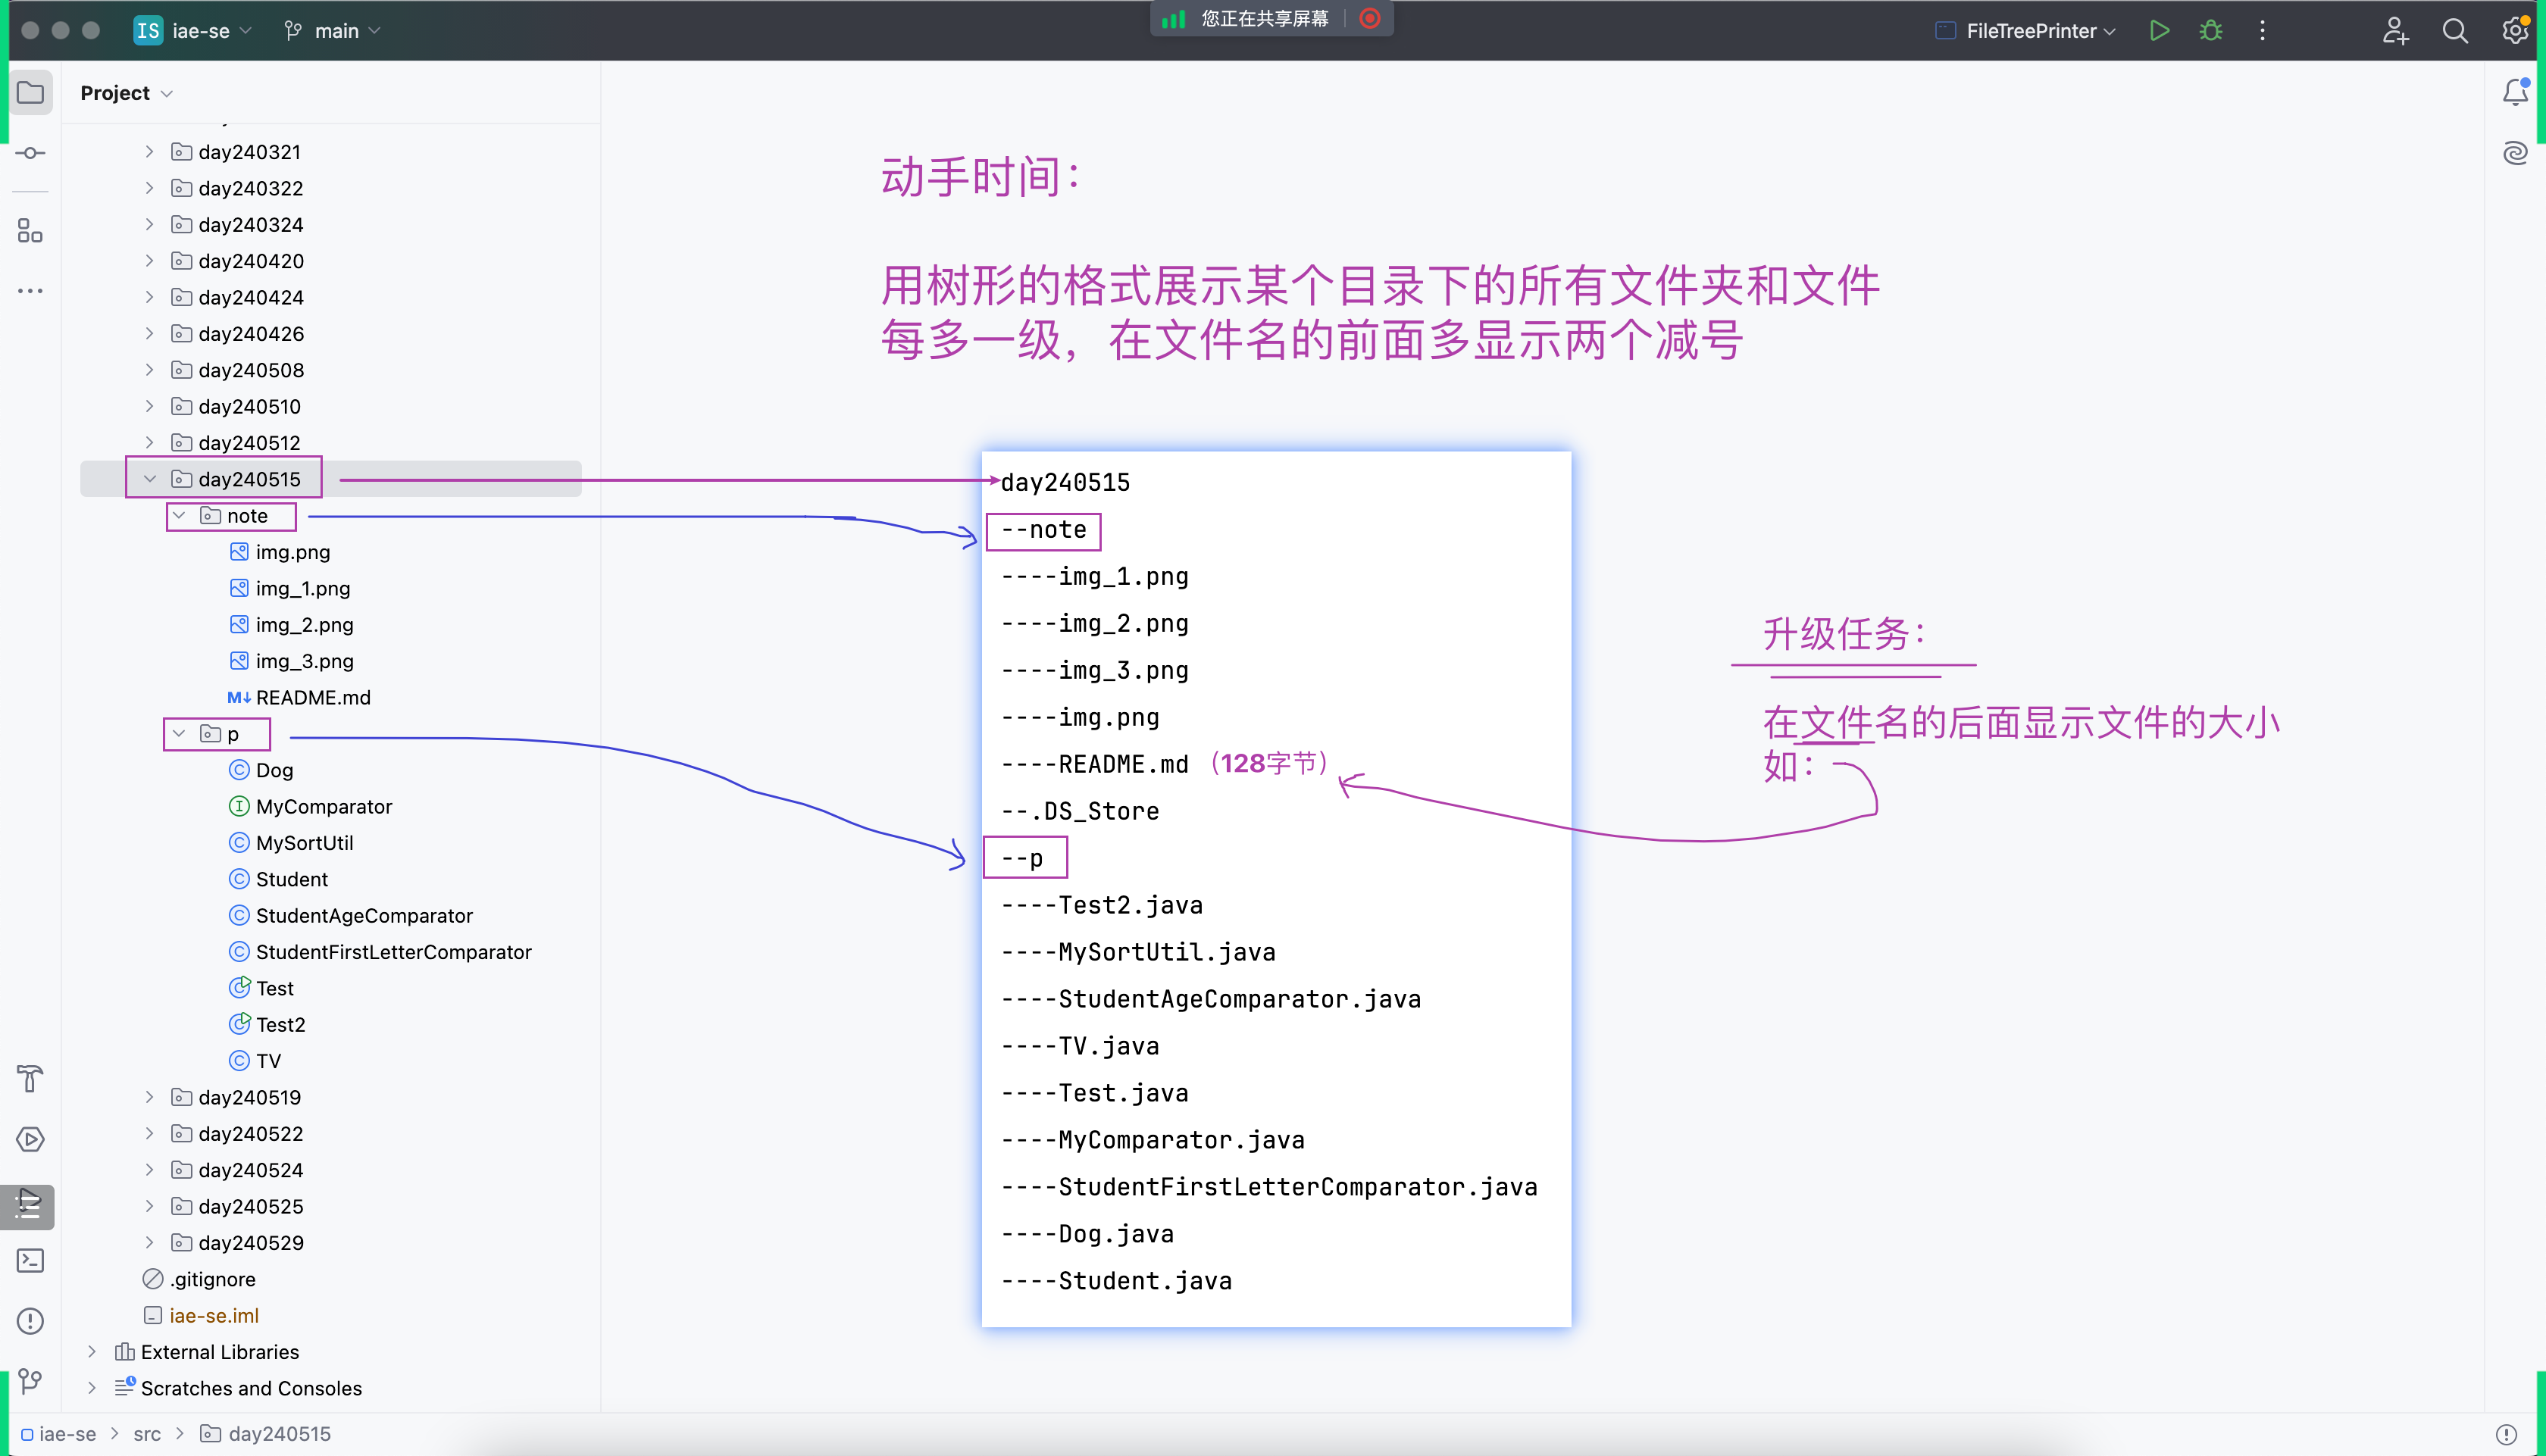 IS iae-se main
您正在共享屏幕
FileTreePrinter
Project
day240321
day240322
day240324
day240420
day240424
day240426
day240508
day240510
day240512
day240515
note
img.png
img_1.png
img_2.png
img_3.png
M↓ README.md
p
Dog
MyComparator
MySortUtil
Student
StudentAgeComparator
StudentFirstLetterComparator
Test
Test2
TV
day240519
day240522
day240524
day240525
day240529
.gitignore
iae-se.iml
External Libraries
Scratches and Consoles
动手时间：
用树形的格式展示某个目录下的所有文件夹和文件
每多一级，在文件名的前面多显示两个减号
day240515
--note
----img_1.png
----img_2.png
----img_3.png
----img.png
----README.md （128字节）
--.DS_Store
--p
----Test2.java
----MySortUtil.java
----StudentAgeComparator.java
----TV.java
----Test.java
----MyComparator.java
----StudentFirstLetterComparator.java
----Dog.java
----Student.java
升级任务：
在文件名的后面显示文件的大小
如：
iae-se > src > day240515